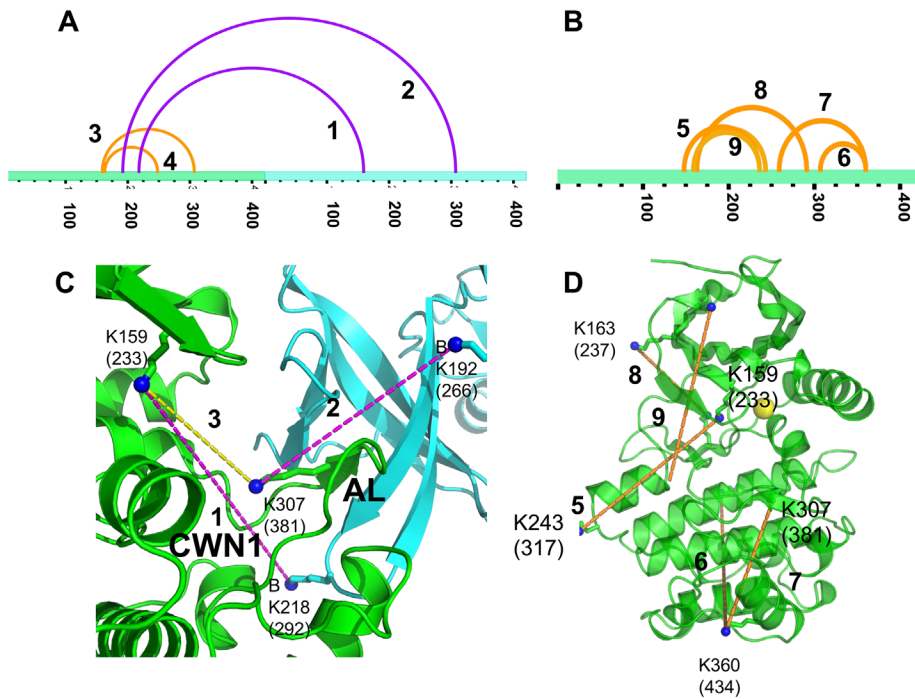 A
B
2
3
1
4
8
7
5
9
6
100
200
300
400
100
200
300
400
100
200
300
400
C
D
K159
(233)
B
K192
(266)
3
2
K307
(381)
AL
1
CWN1
B
K218
(292)
K163
(237)
8
K159
(233)
9
5
K243
(317)
K307
(381)
6
7
K360
(434)